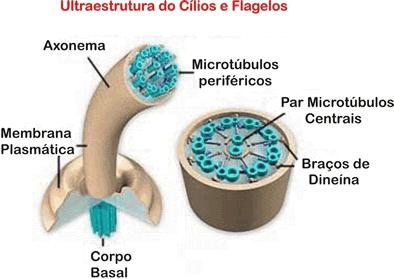 Ultraestrutura do Cílios e Flagelos
Axonema
Microtúbulos
periféricos
Membrana
Plasmática
Par Microtúbulos
Centrais
Braços de
Dineína
Corpo
Basal